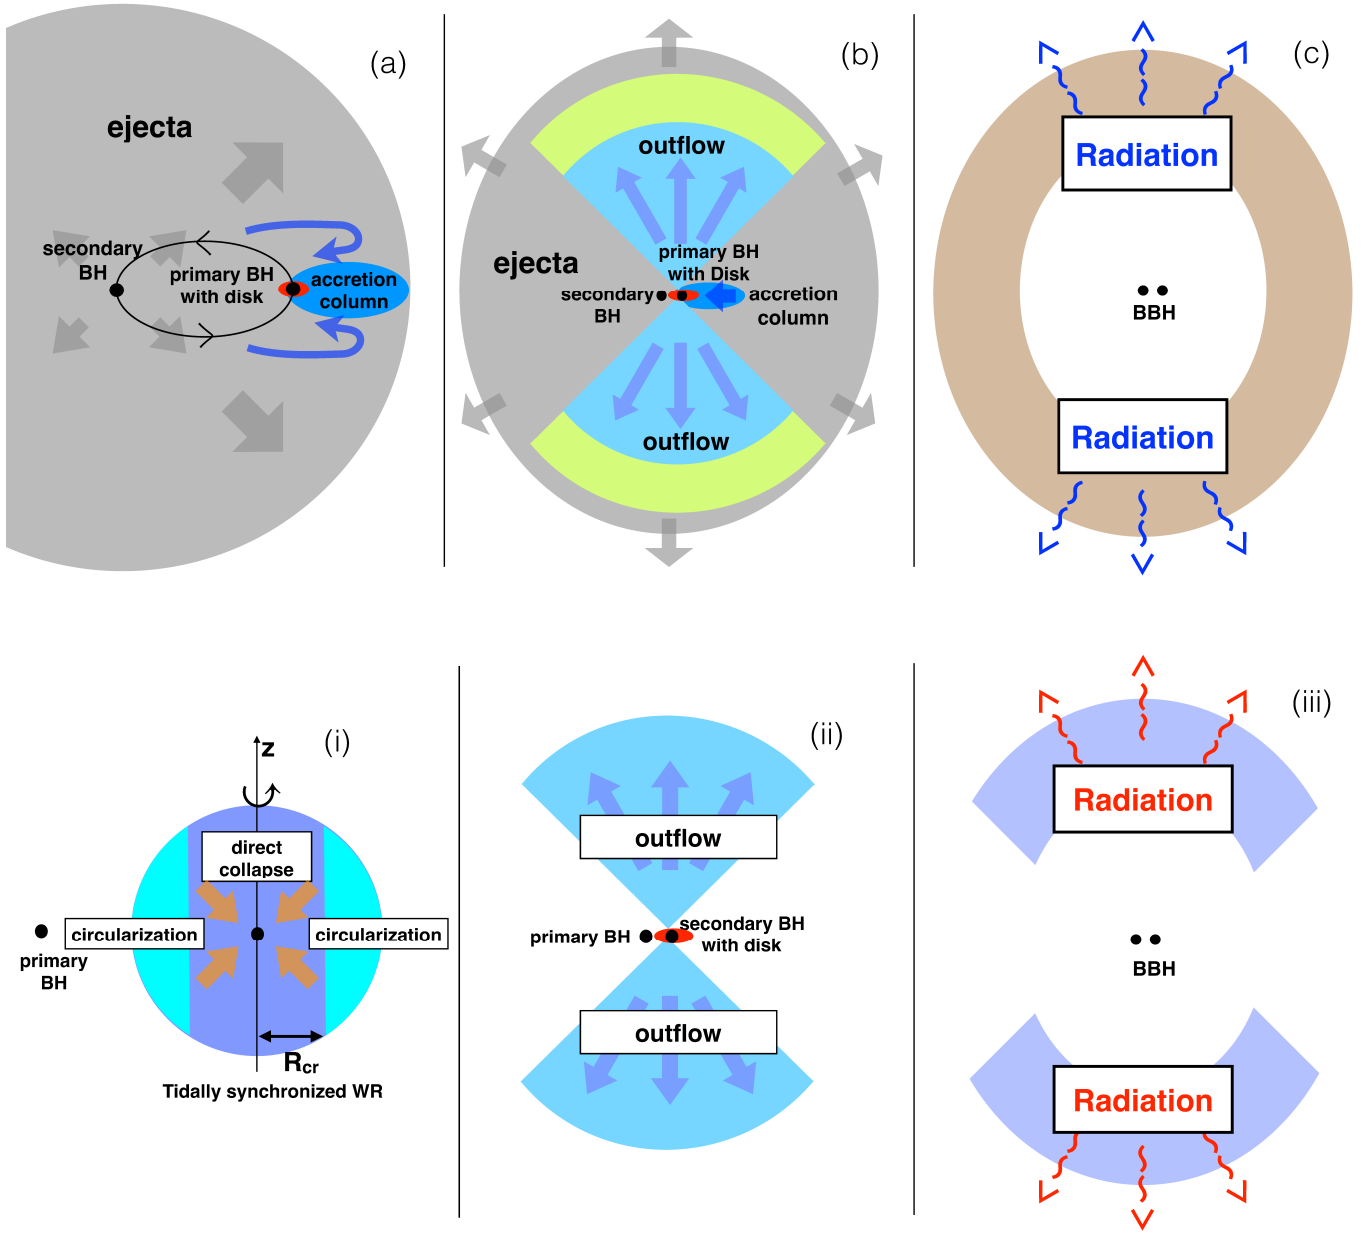 (a)
ejecta
secondary
BH
primary BH
with disk
accretion
column
(b)
outflow
ejecta
primary BH
with Disk
secondary
BH
accretion
column
outflow
(c)
Radiation
BBH
Radiation
(i)
z
direct
collapse
circularization
circularization
primary
BH
Rcr
Tidally synchronized WR
(ii)
outflow
primary BH
secondary BH
with disk
outflow
(iii)
Radiation
BBH
Radiation